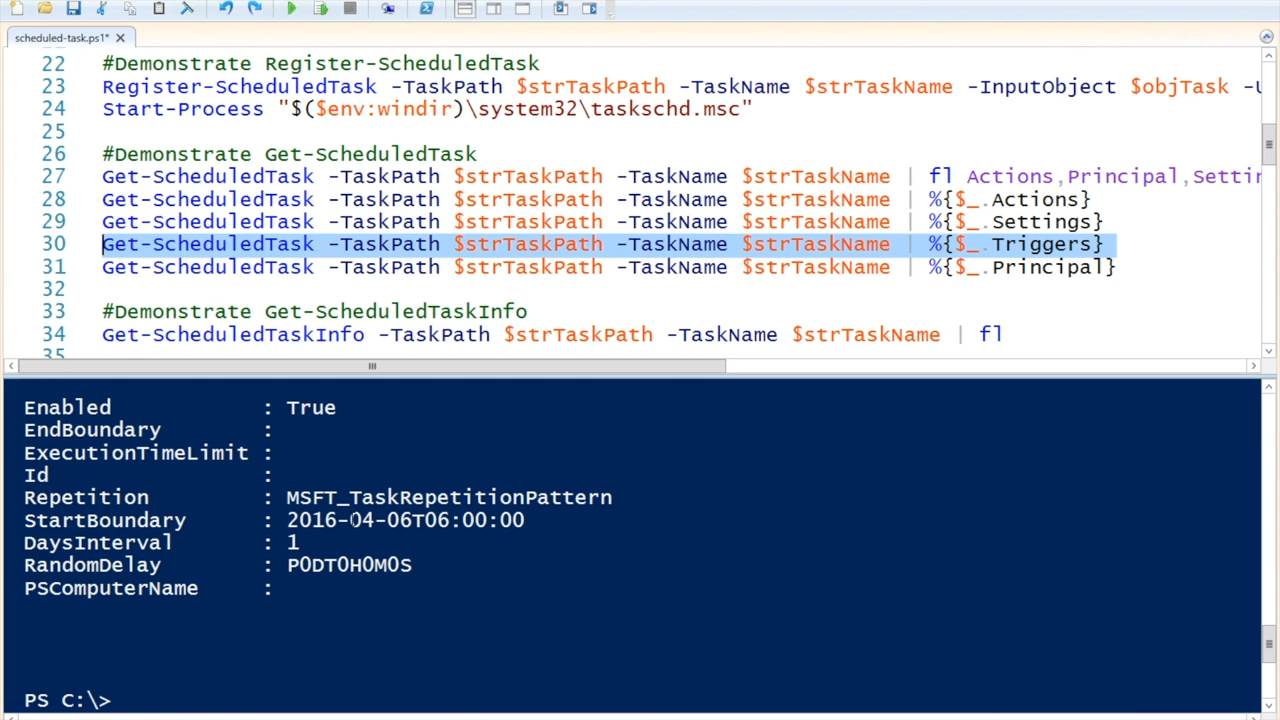 scheduled-task.ps1*
22 #Demonstrate Register-ScheduledTask
23 Register-ScheduledTask -TaskPath $strTaskPath -TaskName $strTaskName -InputObject $objTask -U
24 Start-Process "$($env:windir)\system32\taskschd.msc"
25
26 #Demonstrate Get-ScheduledTask
27 Get-ScheduledTask -TaskPath $strTaskPath -TaskName $strTaskName | fl Actions,Principal,Settin
28 Get-ScheduledTask -TaskPath $strTaskPath -TaskName $strTaskName | %{$_.Actions}
29 Get-ScheduledTask -TaskPath $strTaskPath -TaskName $strTaskName | %{$_.Settings}
30 Get-ScheduledTask -TaskPath $strTaskPath -TaskName $strTaskName | %{$_.Triggers}
31 Get-ScheduledTask -TaskPath $strTaskPath -TaskName $strTaskName | %{$_.Principal}
32
33 #Demonstrate Get-ScheduledTaskInfo
34 Get-ScheduledTaskInfo -TaskPath $strTaskPath -TaskName $strTaskName | fl
35
Enabled : True
EndBoundary :
ExecutionTimeLimit :
Id :
Repetition : MSFT_TaskRepetitionPattern
StartBoundary : 2016-04-06T06:00:00
DaysInterval : 1
RandomDelay : P0DT0H0M0S
PSComputerName :
PS C:\>